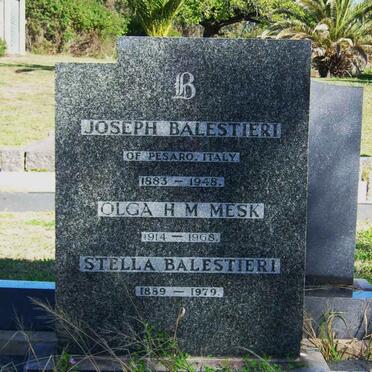 B
JOSEPH BALESTIERI
OF PESARO, ITALY
1883 – 1948.
OLGA H M MESK
1914 – 1968.
STELLA BALESTIERI
1889 – 1979.